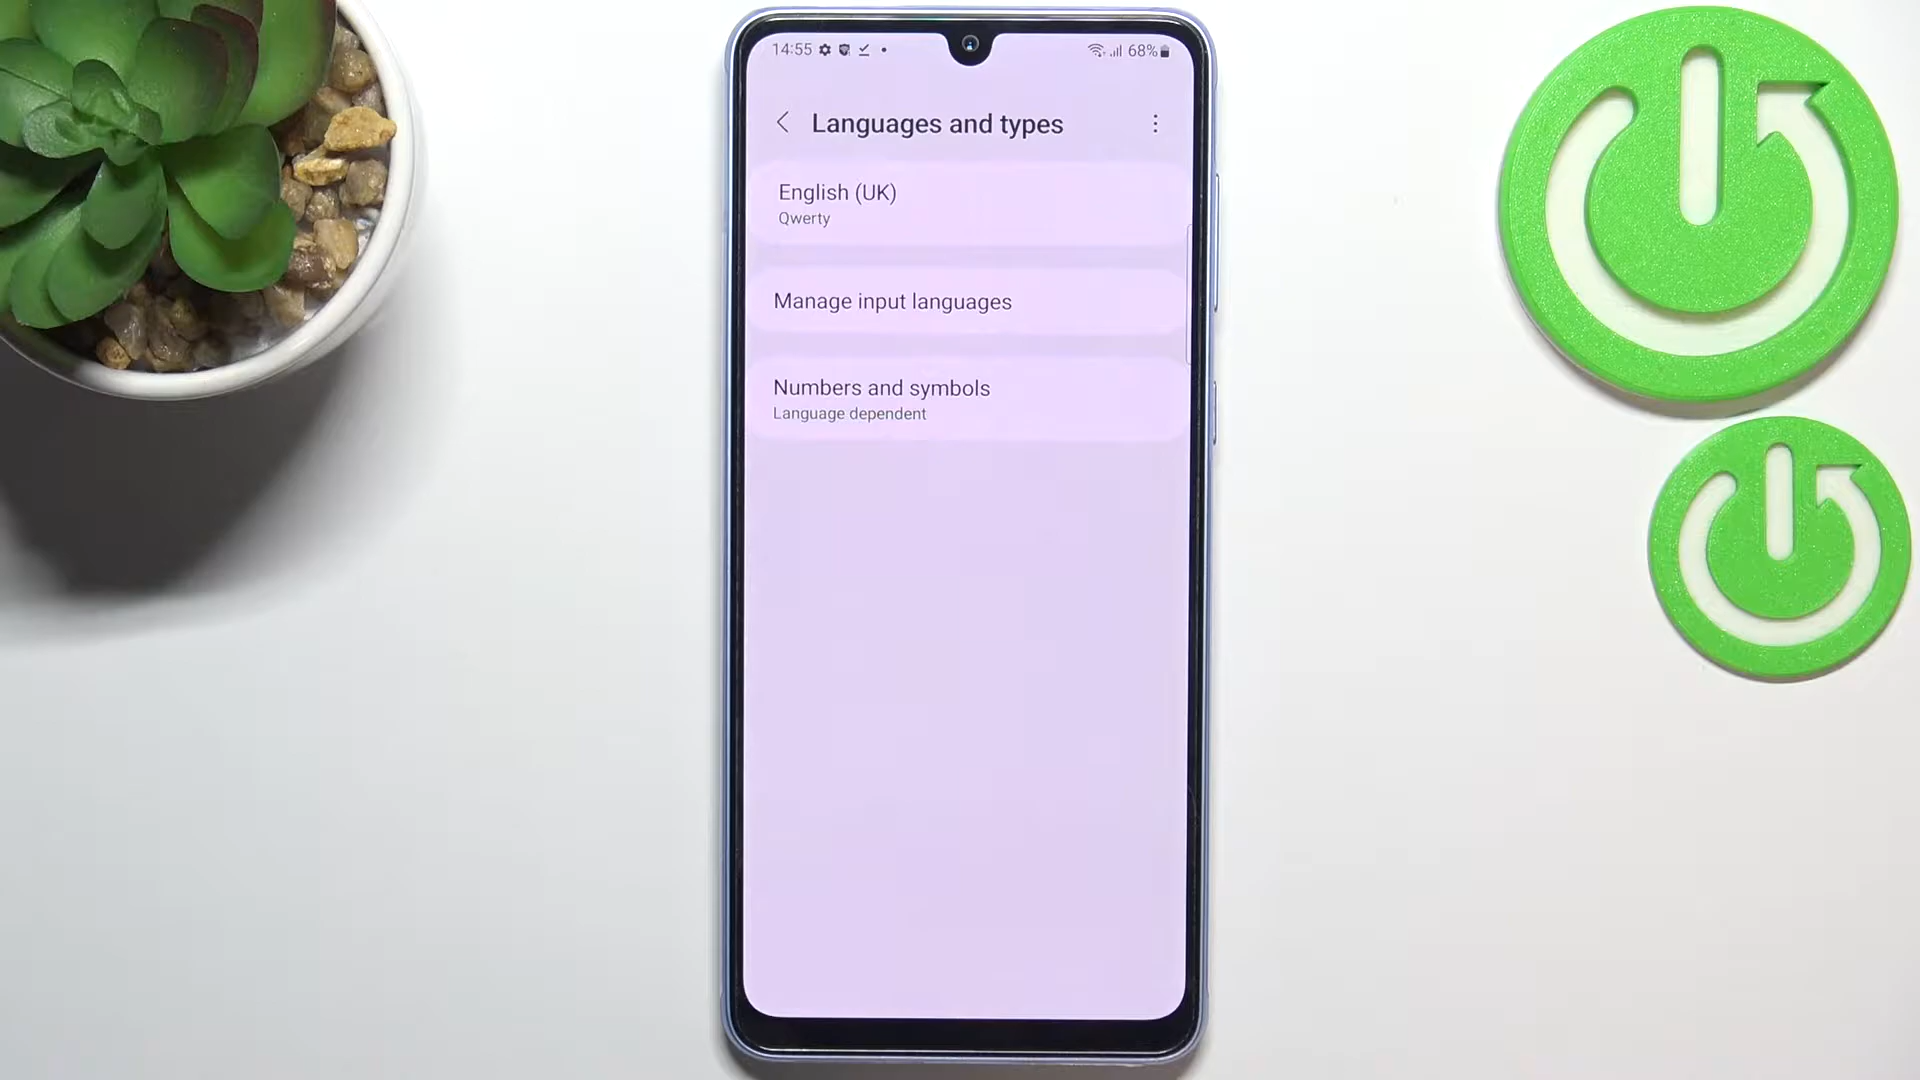 14:55
68%
Languages and types
English (UK)
Qwerty
Manage input languages
Numbers and symbols
Language dependent